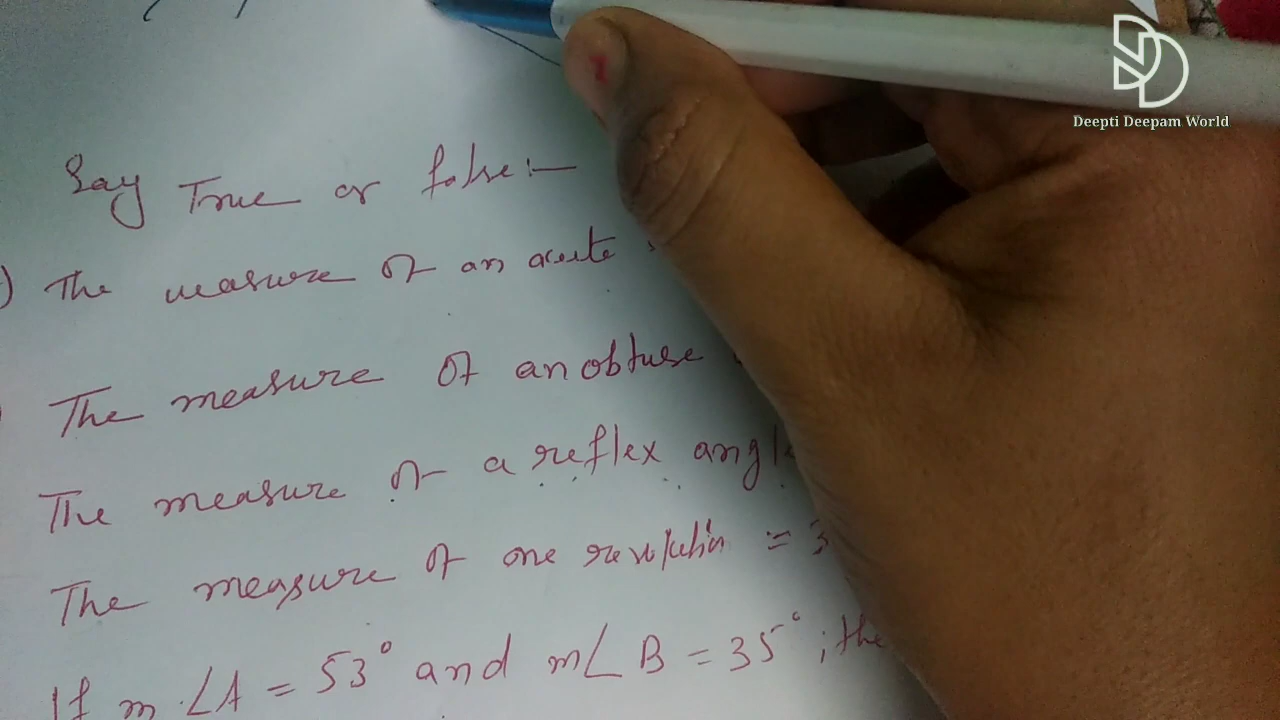 Deepti Deepam World
Say True or false:-
) The measure of an acute
The measure of an obtuse
The measure of a reflex angle
The measure of one revolution = 3
If m ∠A = 53° and m∠ B = 35° ; the